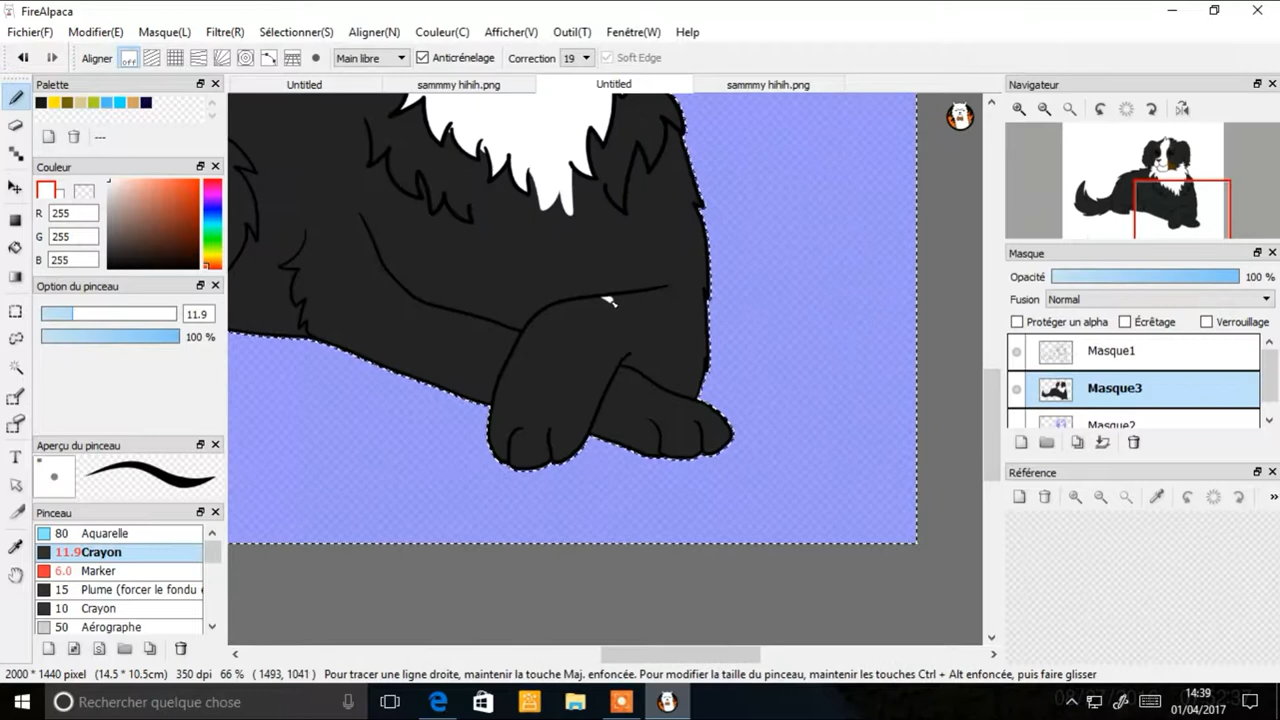 FireAlpaca
Fichier(F) Modifier(E) Masque(L) Filtre(R) Sélectionner(S) Aligner(N) Couleur(C) Afficher(V) Outil(T) Fenêtre(W) Help
Aligner off Main libre Anticrénelage Correction 19 Soft Edge
Palette
Untitled sammmy hihih.png Untitled sammmy hihih.png
Navigateur
---
Couleur
R 255
G 255
B 255
Masque
Opacité 100 %
Option du pinceau
Fusion Normal
11.9
Protéger un alpha Écrêtage Verrouillage
100 %
Masque1
Masque3
Masque2
Aperçu du pinceau
Référence
Pinceau
80 Aquarelle
11.9 Crayon
6.0 Marker
15 Plume (forcer le fondu
10 Crayon
50 Aérographe
2000 * 1440 pixel (14.5 * 10.5cm) 350 dpi 66 % (1493, 1041) Pour tracer une ligne droite, maintenir la touche Maj. enfoncée. Pour modifier la taille du pinceau, maintenir les touches Ctrl + Alt enfoncée, puis faire glisser
Rechercher quelque chose
14:39
01/04/2017